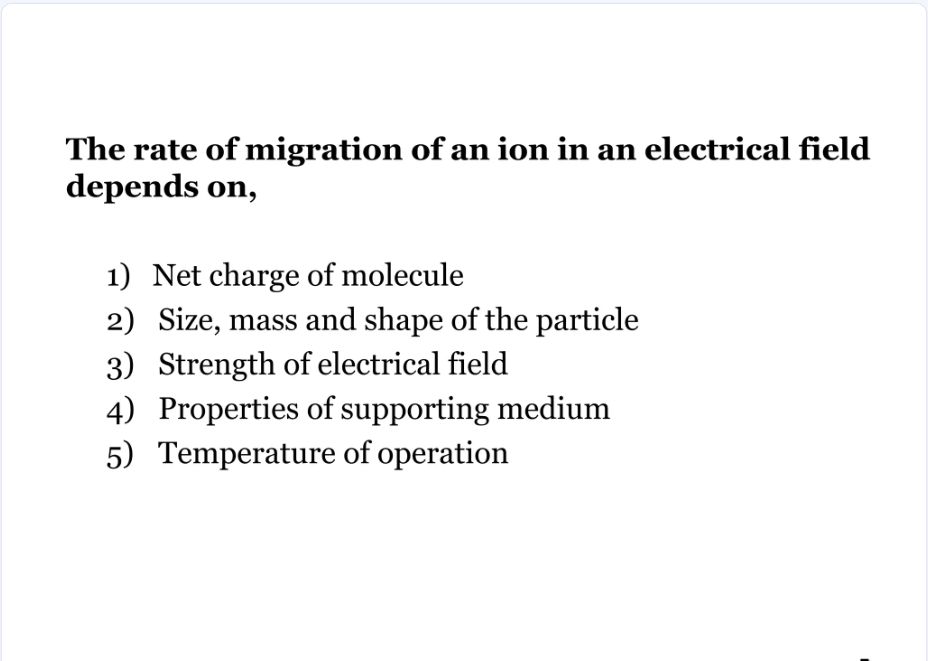 The rate of migration of an ion in an electrical field
depends on,
1) Net charge of molecule
2) Size, mass and shape of the particle
3) Strength of electrical field
4) Properties of supporting medium
5) Temperature of operation